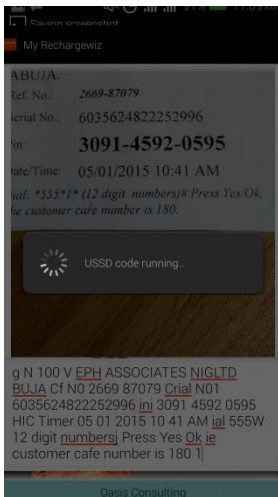 Saving screenshot
My Rechargewiz
ABUJA.
Ref. No.: 2669-87079
Serial No.: 6035624822252996
Pin: 3091-4592-0595
Date/Time: 05/01/2015 10:41 AM
Dial: *555*1* (12 digit numbers)# Press Yes/Ok.
he customer care number is 180.
USSD code running...
g N 100 V EPH ASSOCIATES NIGLTD
BUJA Cf NO 2669 87079 Crial N01
6035624822252996 ini 3091 4592 0595
HIC Timer 05 01 2015 10 41 AM ial 555W
12 digit numbersj Press Yes Ok ie
customer cafe number is 180 1
Oasis Consulting